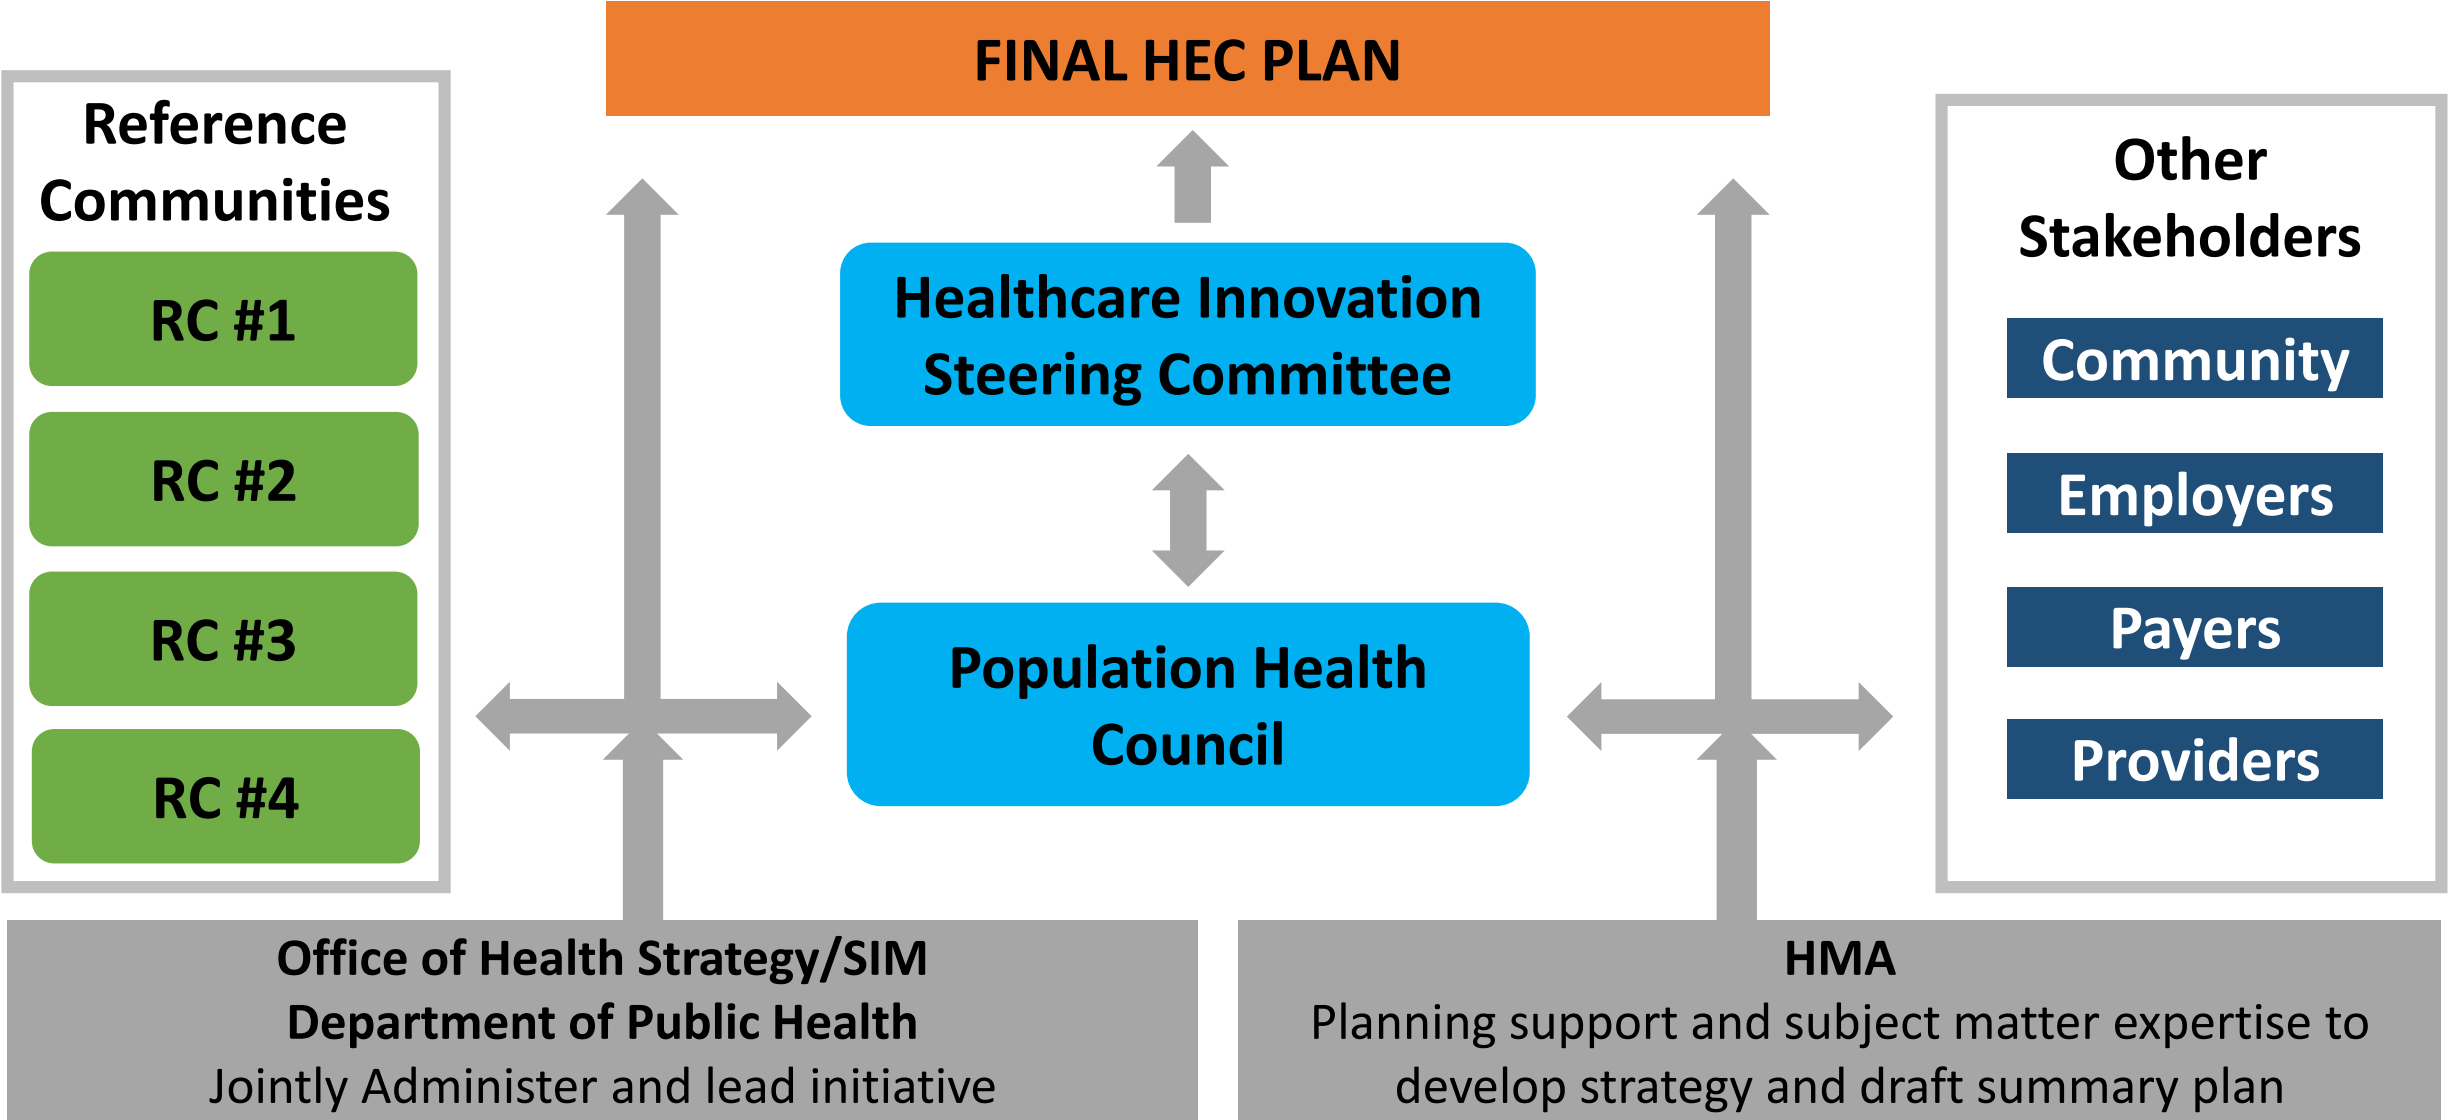 FINAL HEC PLAN
Reference
Communities
RC #1
RC #2
RC #3
RC #4
Healthcare Innovation
Steering Committee
Population Health
Council
Other
Stakeholders
Community
Employers
Payers
Providers
Office of Health Strategy/SIM
Department of Public Health
Jointly Administer and lead initiative
HMA
Planning support and subject matter expertise to
develop strategy and draft summary plan